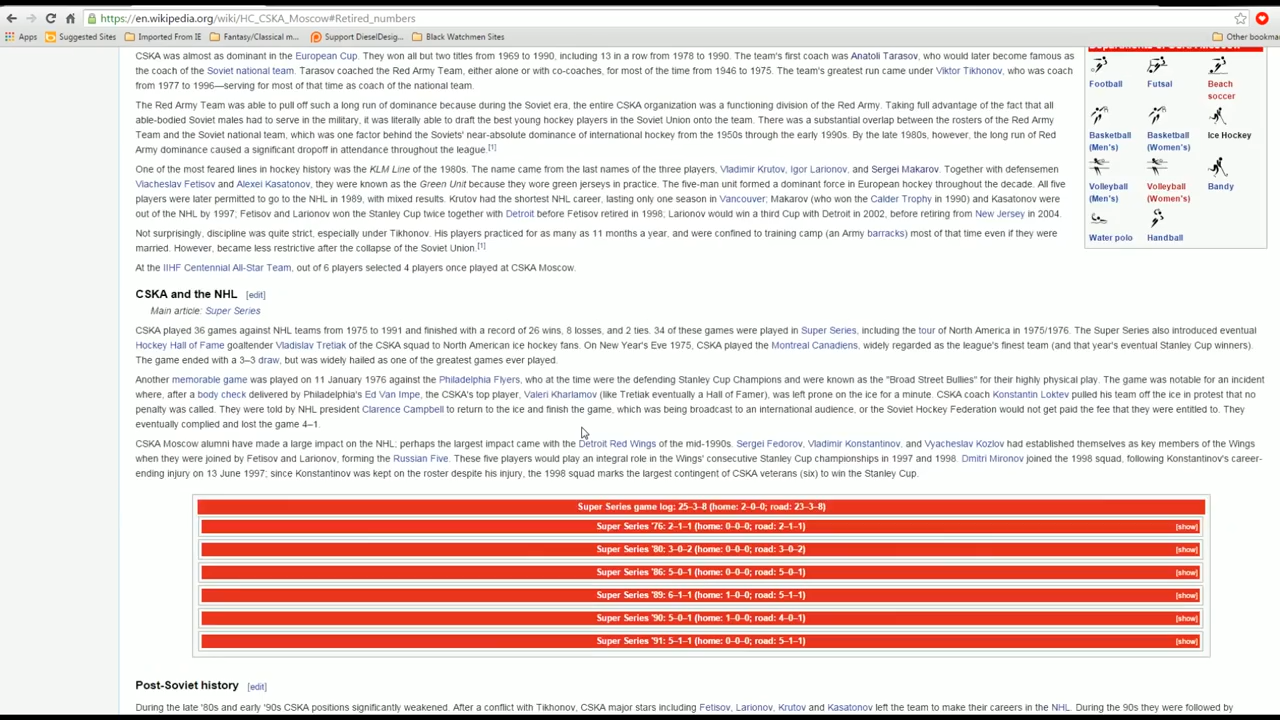 https://en.wikipedia.org/wiki/HC_CSKA_Moscow#Retired_numbers
Apps Suggested Sites Imported From IE Fantasy/Classical m... Support DieselDesig... Black Watchmen Sites Other bookmar
CSKA was almost as dominant in the European Cup. They won all but two titles from 1969 to 1990, including 13 in a row from 1978 to 1990. The team's first coach was Anatoli Tarasov, who would later become famous as
the coach of the Soviet national team. Tarasov coached the Red Army Team, either alone or with co-coaches, for most of the time from 1946 to 1975. The team's greatest run came under Viktor Tikhonov, who was coach
from 1977 to 1996—serving for most of that time as coach of the national team.
The Red Army Team was able to pull off such a long run of dominance because during the Soviet era, the entire CSKA organization was a functioning division of the Red Army. Taking full advantage of the fact that all
able-bodied Soviet males had to serve in the military, it was literally able to draft the best young hockey players in the Soviet Union onto the team. There was a substantial overlap between the rosters of the Red Army
Team and the Soviet national team, which was one factor behind the Soviets' near-absolute dominance of international hockey from the 1950s through the early 1990s. By the late 1980s, however, the long run of Red
Army dominance caused a significant dropoff in attendance throughout the league.[1]
One of the most feared lines in hockey history was the KLM Line of the 1980s. The name came from the last names of the three players, Vladimir Krutov, Igor Larionov, and Sergei Makarov. Together with defensemen
Viacheslav Fetisov and Alexei Kasatonov, they were known as the Green Unit because they wore green jerseys in practice. The five-man unit formed a dominant force in European hockey throughout the decade. All five
players were later permitted to go to the NHL in 1989, with mixed results. Krutov had the shortest NHL career, lasting only one season in Vancouver; Makarov (who won the Calder Trophy in 1990) and Kasatonov were
out of the NHL by 1997; Fetisov and Larionov won the Stanley Cup twice together with Detroit before Fetisov retired in 1998; Larionov would win a third Cup with Detroit in 2002, before retiring from New Jersey in 2004.
Not surprisingly, discipline was quite strict, especially under Tikhonov. His players practiced for as many as 11 months a year, and were confined to training camp (an Army barracks) most of that time even if they were
married. However, became less restrictive after the collapse of the Soviet Union.[1]
At the IIHF Centennial All-Star Team, out of 6 players selected 4 players once played at CSKA Moscow.
Football Futsal Beach
soccer
Basketball Basketball Ice Hockey
(Men's) (Women's)
Volleyball Volleyball Bandy
(Men's) (Women's)
Water polo Handball
CSKA and the NHL [edit]
Main article: Super Series
CSKA played 36 games against NHL teams from 1975 to 1991 and finished with a record of 26 wins, 8 losses, and 2 ties. 34 of these games were played in Super Series, including the tour of North America in 1975/1976. The Super Series also introduced eventual
Hockey Hall of Fame goaltender Vladislav Tretiak of the CSKA squad to North American ice hockey fans. On New Year's Eve 1975, CSKA played the Montreal Canadiens, widely regarded as the league's finest team (and that year's eventual Stanley Cup winners).
The game ended with a 3–3 draw, but was widely hailed as one of the greatest games ever played.
Another memorable game was played on 11 January 1976 against the Philadelphia Flyers, who at the time were the defending Stanley Cup Champions and were known as the "Broad Street Bullies" for their highly physical play. The game was notable for an incident
where, after a body check delivered by Philadelphia's Ed Van Impe, the CSKA's top player, Valeri Kharlamov (like Tretiak eventually a Hall of Famer), was left prone on the ice for a minute. CSKA coach Konstantin Loktev pulled his team off the ice in protest that no
penalty was called. They were told by NHL president Clarence Campbell to return to the ice and finish the game, which was being broadcast to an international audience, or the Soviet Hockey Federation would not get paid the fee that they were entitled to. They
eventually complied and lost the game 4–1.
CSKA Moscow alumni have made a large impact on the NHL; perhaps the largest impact came with the Detroit Red Wings of the mid-1990s. Sergei Fedorov, Vladimir Konstantinov, and Vyacheslav Kozlov had established themselves as key members of the Wings
when they were joined by Fetisov and Larionov, forming the Russian Five. These five players would play an integral role in the Wings' consecutive Stanley Cup championships in 1997 and 1998. Dmitri Mironov joined the 1998 squad, following Konstantinov's career-
ending injury on 13 June 1997; since Konstantinov was kept on the roster despite his injury, the 1998 squad marks the largest contingent of CSKA veterans (six) to win the Stanley Cup.
Super Series game log: 25–3–8 (home: 2–0–0; road: 23–3–8)
Super Series '76: 2–1–1 (home: 0–0–0; road: 2–1–1) [show]
Super Series '80: 3–0–2 (home: 0–0–0; road: 3–0–2) [show]
Super Series '86: 5–0–1 (home: 0–0–0; road: 5–0–1) [show]
Super Series '89: 6–1–1 (home: 1–0–0; road: 5–1–1) [show]
Super Series '90: 5–0–1 (home: 1–0–0; road: 4–0–1) [show]
Super Series '91: 5–1–1 (home: 0–0–0; road: 5–1–1) [show]
Post-Soviet history [edit]
During the late '80s and early '90s CSKA positions significantly weakened. After a conflict with Tikhonov, CSKA major stars including Fetisov, Larionov, Krutov and Kasatonov left the team to make their careers in the NHL. During the 90s they were followed by